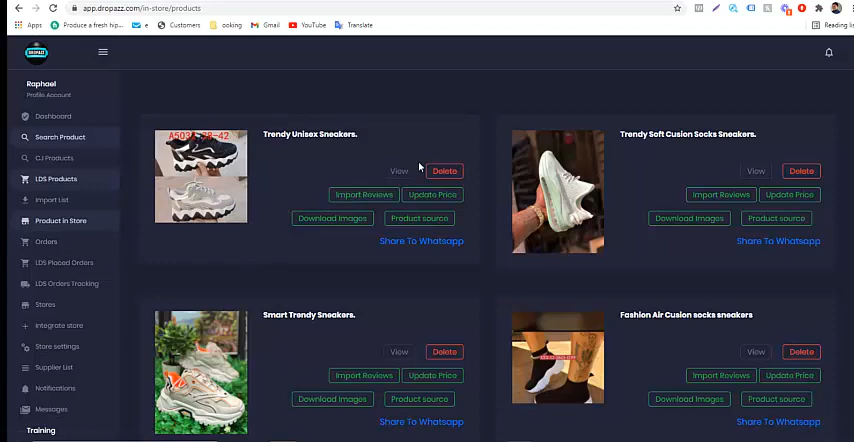 app.dropazz.com/in-store/products
Apps
Produce a fresh h...
e
Customers
ooking
Gmail
YouTube
Translate
Reading lis
DROPAZZ
Raphael
Profile Account
Dashboard
Search Product
CJ Products
LDS Products
Import List
Product in Store
Orders
LDS Placed Orders
LDS Orders Tracking
Stores
Integrate store
Store settings
Supplier List
Notifications
Messages
Training
Trendy Unisex Sneakers.
View
Delete
Import Reviews
Update Price
Download Images
Product source
Share To Whatsapp
Trendy Soft Cusion Socks Sneakers.
View
Delete
Import Reviews
Update Price
Download Images
Product source
Share To Whatsapp
Smart Trendy Sneakers.
View
Delete
Import Reviews
Update Price
Download Images
Product source
Share To Whatsapp
Fashion Air Cusion socks sneakers
View
Delete
Import Reviews
Update Price
Download Images
Product source
Share To Whatsapp